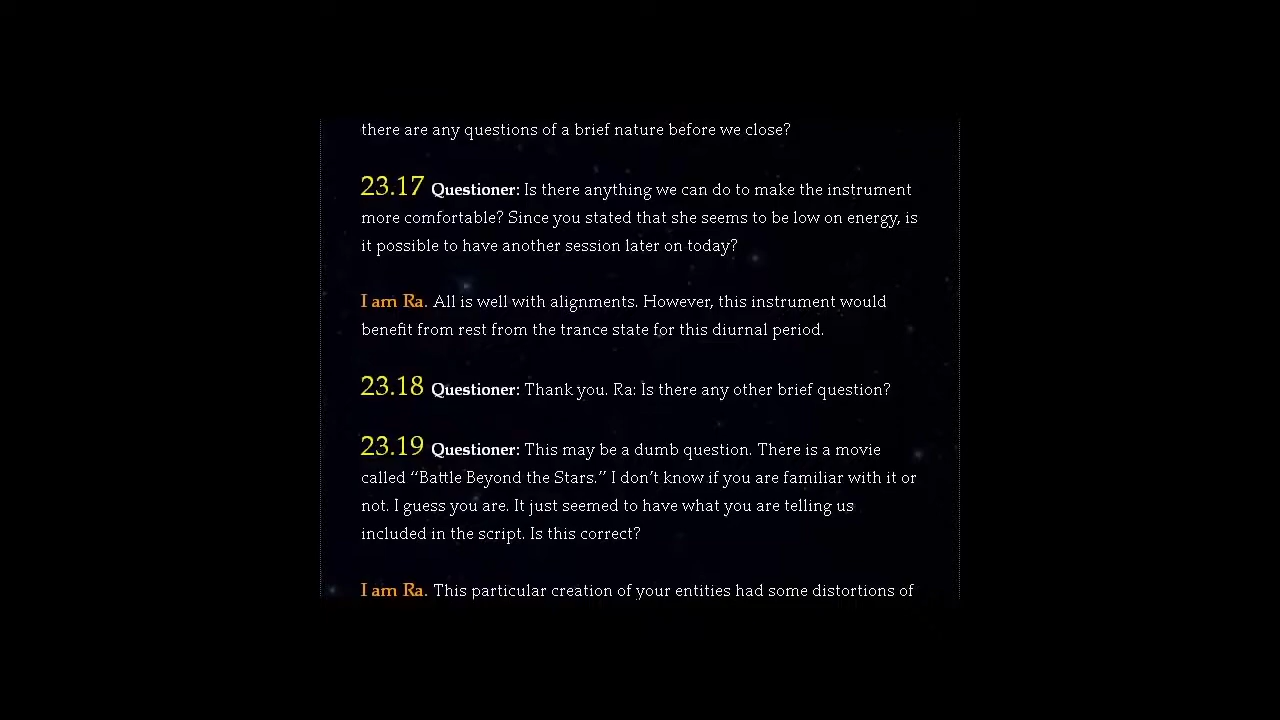 there are any questions of a brief nature before we close?
23.17 Questioner: Is there anything we can do to make the instrument
more comfortable? Since you stated that she seems to be low on energy, is
it possible to have another session later on today?
I am Ra. All is well with alignments. However, this instrument would
benefit from rest from the trance state for this diurnal period.
23.18 Questioner: Thank you. Ra: Is there any other brief question?
23.19 Questioner: This may be a dumb question. There is a movie
called “Battle Beyond the Stars.” I don’t know if you are familiar with it or
not. I guess you are. It just seemed to have what you are telling us
included in the script. Is this correct?
I am Ra. This particular creation of your entities had some distortions of